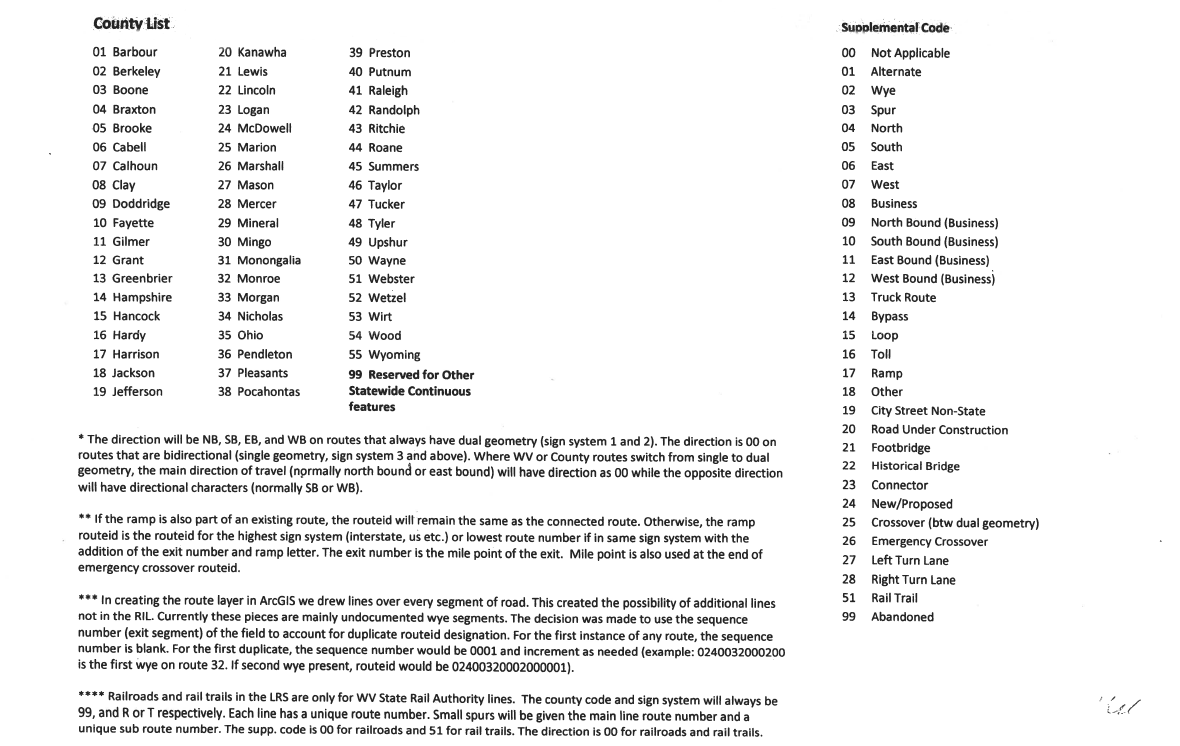 County List
01 Barbour
02 Berkeley
03 Boone
04 Braxton
05 Brooke
06 Cabell
07 Calhoun
08 Clay
09 Doddridge
10 Fayette
11 Gilmer
12 Grant
13 Greenbrier
14 Hampshire
15 Hancock
16 Hardy
17 Harrison
18 Jackson
19 Jefferson
20 Kanawha
21 Lewis
22 Lincoln
23 Logan
24 McDowell
25 Marion
26 Marshall
27 Mason
28 Mercer
29 Mineral
30 Mingo
31 Monongalia
32 Monroe
33 Morgan
34 Nicholas
35 Ohio
36 Pendleton
37 Pleasants
38 Pocahontas
39 Preston
40 Putnum
41 Raleigh
42 Randolph
43 Ritchie
44 Roane
45 Summers
46 Taylor
47 Tucker
48 Tyler
49 Upshur
50 Wayne
51 Webster
52 Wetzel
53 Wirt
54 Wood
55 Wyoming
99 Reserved for Other
Statewide Continuous
features
* The direction will be NB, SB, EB, and WB on routes that always have dual geometry (sign system 1 and 2). The direction is 00 on
routes that are bidirectional (single geometry, sign system 3 and above). Where WV or County routes switch from single to dual
geometry, the main direction of travel (normally north bound or east bound) will have direction as 00 while the opposite direction
will have directional characters (normally SB or WB).
** If the ramp is also part of an existing route, the routeid will remain the same as the connected route. Otherwise, the ramp
routeid is the routeid for the highest sign system (interstate, us etc.) or lowest route number if in same sign system with the
addition of the exit number and ramp letter. The exit number is the mile point of the exit. Mile point is also used at the end of
emergency crossover routeid.
*** In creating the route layer in ArcGIS we drew lines over every segment of road. This created the possibility of additional lines
not in the RIL. Currently these pieces are mainly undocumented wye segments. The decision was made to use the sequence
number (exit segment) of the field to account for duplicate routeid designation. For the first instance of any route, the sequence
number is blank. For the first duplicate, the sequence number would be 0001 and increment as needed (example: 0240032000200
is the first wye on route 32. If second wye present, routeid would be 02400320002000001).
**** Railroads and rail trails in the LRS are only for WV State Rail Authority lines. The county code and sign system will always be
99, and R or T respectively. Each line has a unique route number. Small spurs will be given the main line route number and a
unique sub route number. The supp. code is 00 for railroads and 51 for rail trails. The direction is 00 for railroads and rail trails.
Supplemental Code
00 Not Applicable
01 Alternate
02 Wye
03 Spur
04 North
05 South
06 East
07 West
08 Business
09 North Bound (Business)
10 South Bound (Business)
11 East Bound (Business)
12 West Bound (Business)
13 Truck Route
14 Bypass
15 Loop
16 Toll
17 Ramp
18 Other
19 City Street Non-State
20 Road Under Construction
21 Footbridge
22 Historical Bridge
23 Connector
24 New/Proposed
25 Crossover (btw dual geometry)
26 Emergency Crossover
27 Left Turn Lane
28 Right Turn Lane
51 Rail Trail
99 Abandoned